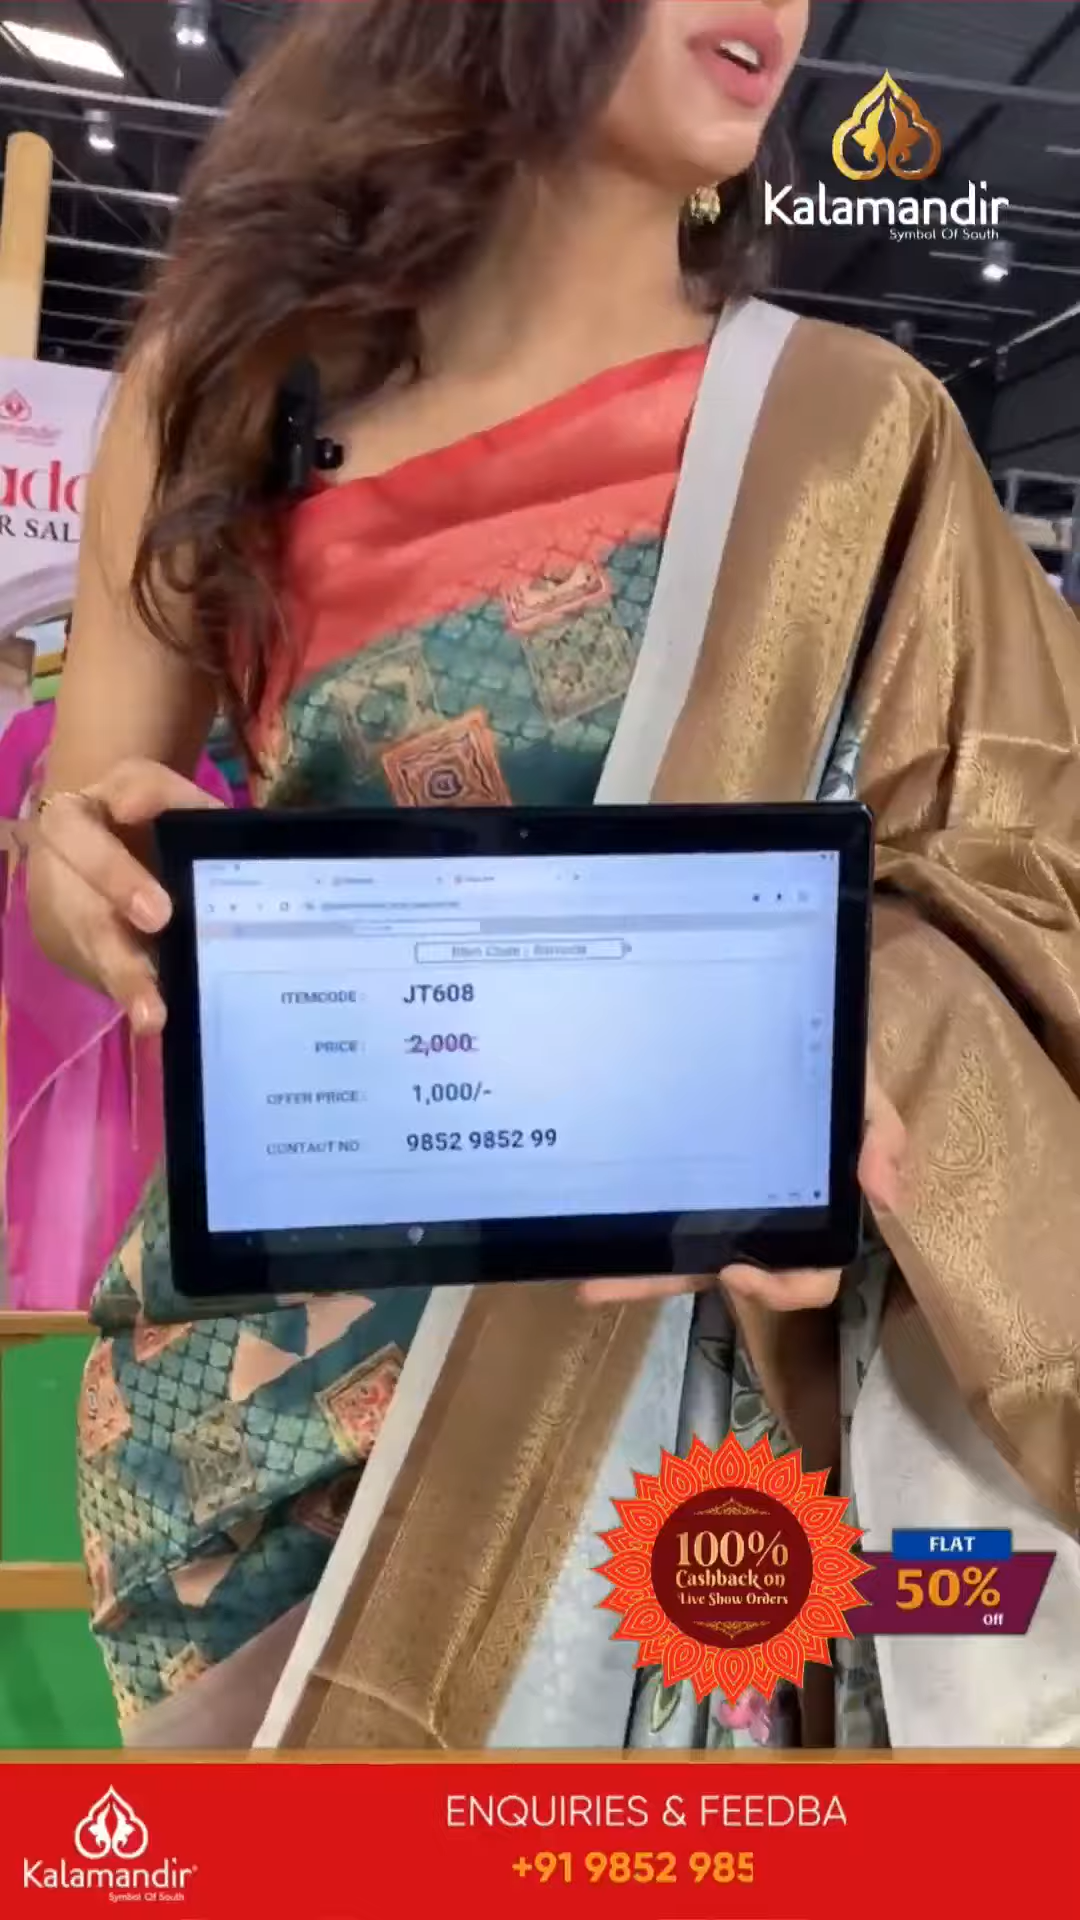 Kalamandir
Symbol Of South
R SAL
ITEMCODE :
JT608
PRICE :
2,000
OFFER PRICE :
1,000/-
CONTACT NO
9852 9852 99
100%
Cashback on
Live Show Orders
FLAT
50%
Off
ENQUIRIES & FEEDBA
+91 9852 985
Kalamandir
Symbol Of South